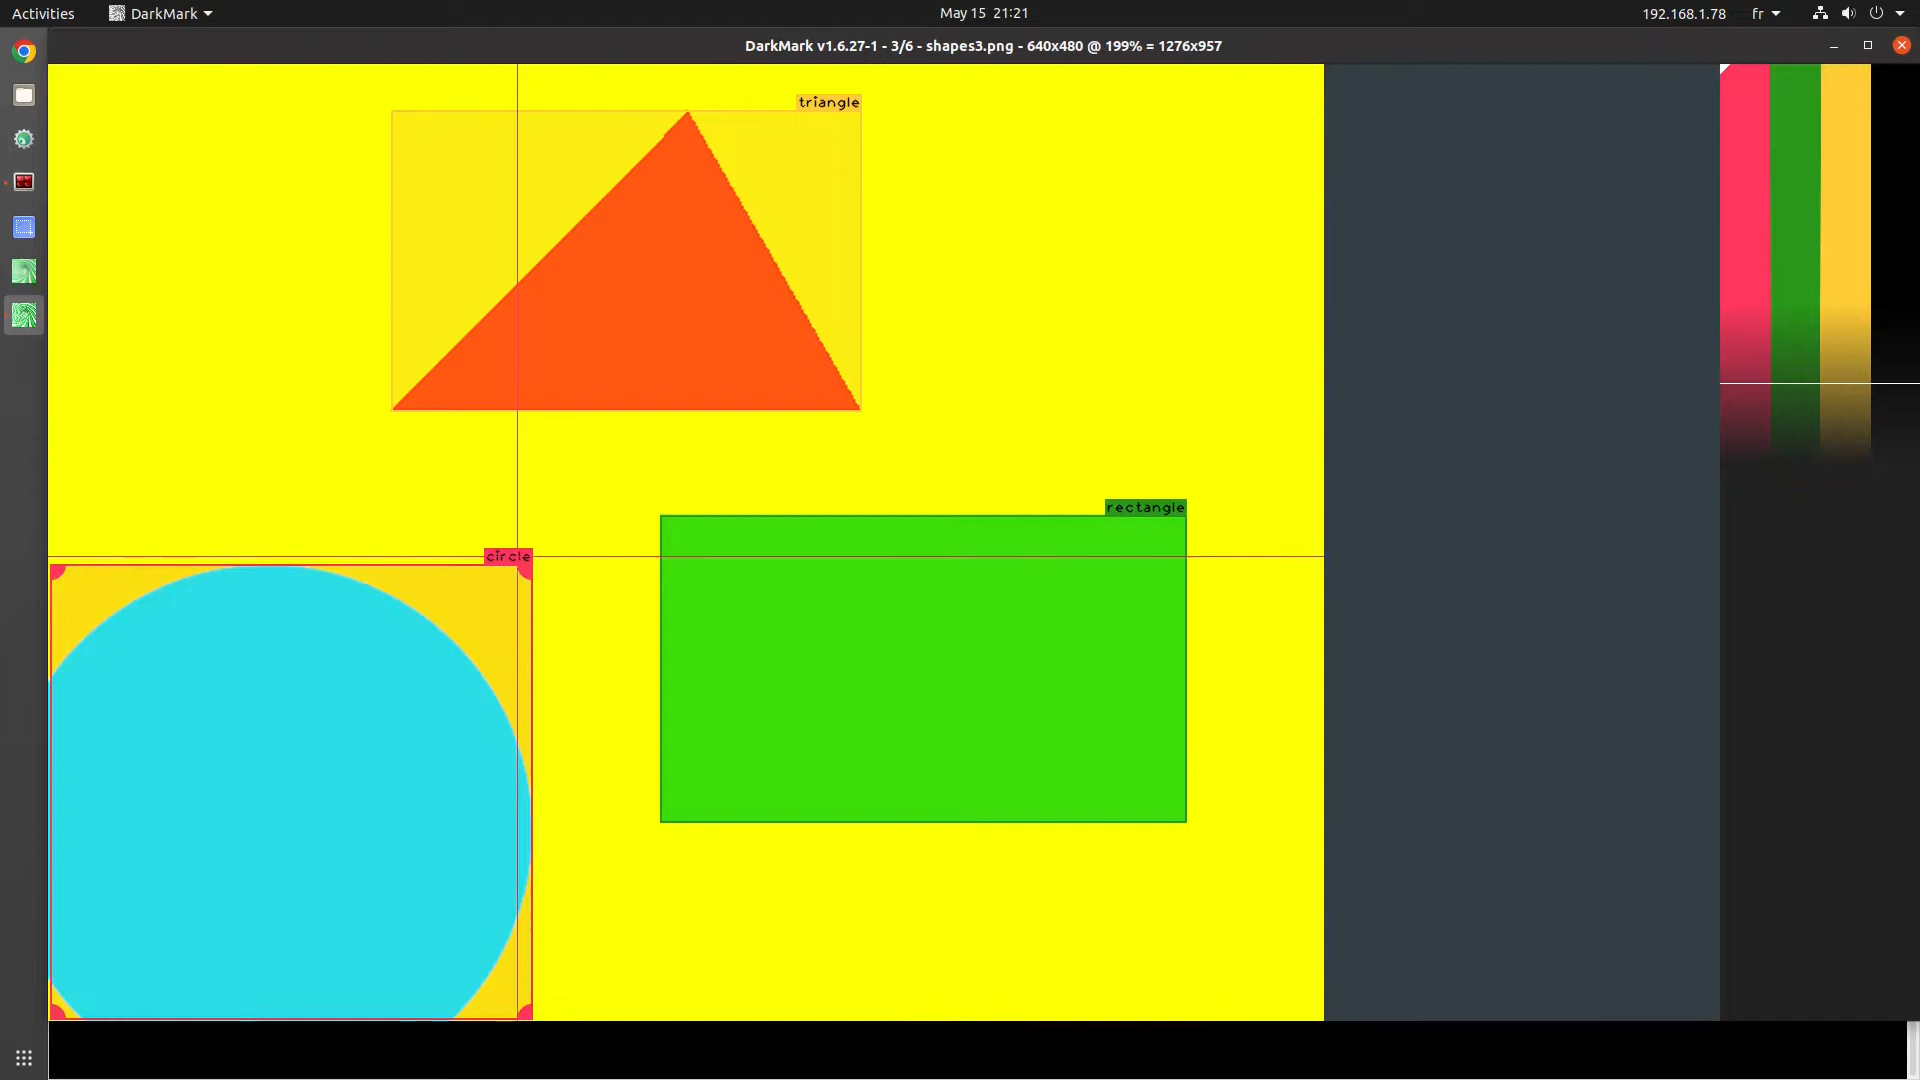 Activities DarkMark May 15 21:21 192.168.1.78 fr
DarkMark v1.6.27-1 - 3/6 - shapes3.png - 640x480 @ 199% = 1276x957
triangle
rectangle
circle